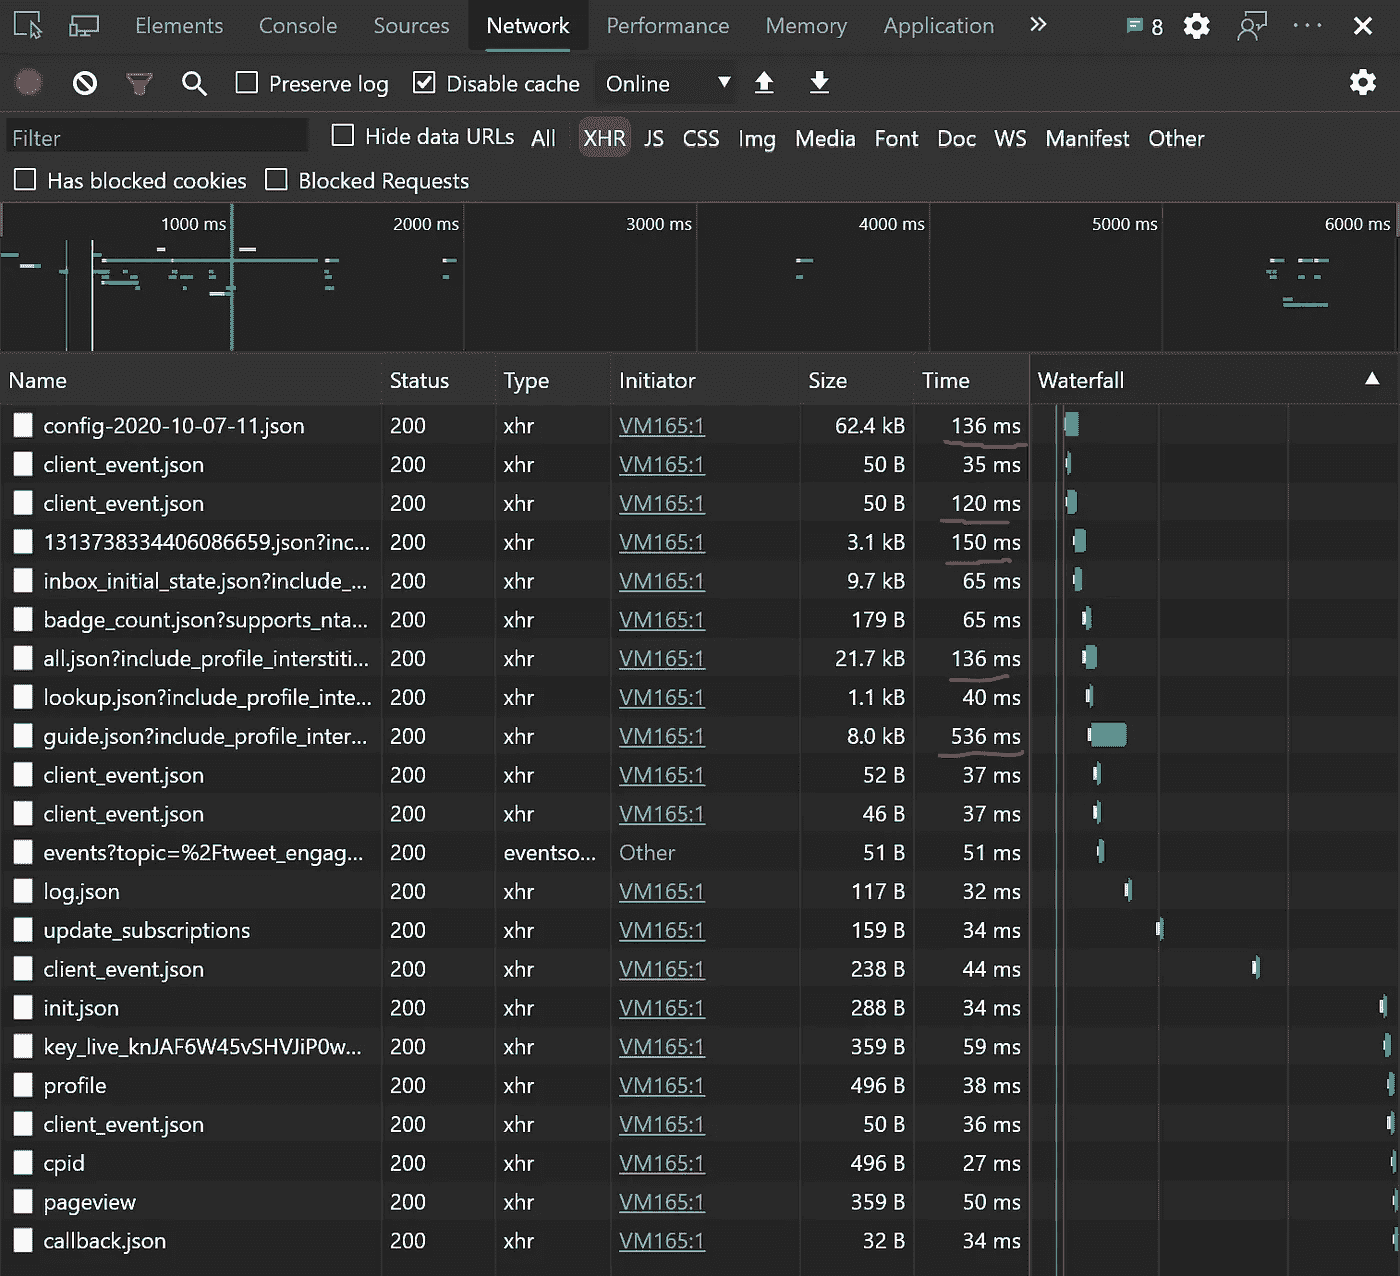 Elements Console Sources Network Performance Memory Application 8
Preserve log Disable cache Online
Filter Hide data URLs All XHR JS CSS Img Media Font Doc WS Manifest Other
Has blocked cookies Blocked Requests
1000 ms 2000 ms 3000 ms 4000 ms 5000 ms 6000 ms
Name Status Type Initiator Size Time Waterfall
config-2020-10-07-11.json 200 xhr VM165:1 62.4 kB 136 ms
client_event.json 200 xhr VM165:1 50 B 35 ms
client_event.json 200 xhr VM165:1 50 B 120 ms
1313738334406086659.json?inc... 200 xhr VM165:1 3.1 kB 150 ms
inbox_initial_state.json?include_... 200 xhr VM165:1 9.7 kB 65 ms
badge_count.json?supports_nta... 200 xhr VM165:1 179 B 65 ms
all.json?include_profile_interstiti... 200 xhr VM165:1 21.7 kB 136 ms
lookup.json?include_profile_inte... 200 xhr VM165:1 1.1 kB 40 ms
guide.json?include_profile_inter... 200 xhr VM165:1 8.0 kB 536 ms
client_event.json 200 xhr VM165:1 52 B 37 ms
client_event.json 200 xhr VM165:1 46 B 37 ms
events?topic=%2Ftweet_engag... 200 eventso... Other 51 B 51 ms
log.json 200 xhr VM165:1 117 B 32 ms
update_subscriptions 200 xhr VM165:1 159 B 34 ms
client_event.json 200 xhr VM165:1 238 B 44 ms
init.json 200 xhr VM165:1 288 B 34 ms
key_live_knJAF6W45vSHVJiP0w... 200 xhr VM165:1 359 B 59 ms
profile 200 xhr VM165:1 496 B 38 ms
client_event.json 200 xhr VM165:1 50 B 36 ms
cpid 200 xhr VM165:1 496 B 27 ms
pageview 200 xhr VM165:1 359 B 50 ms
callback.json 200 xhr VM165:1 32 B 34 ms